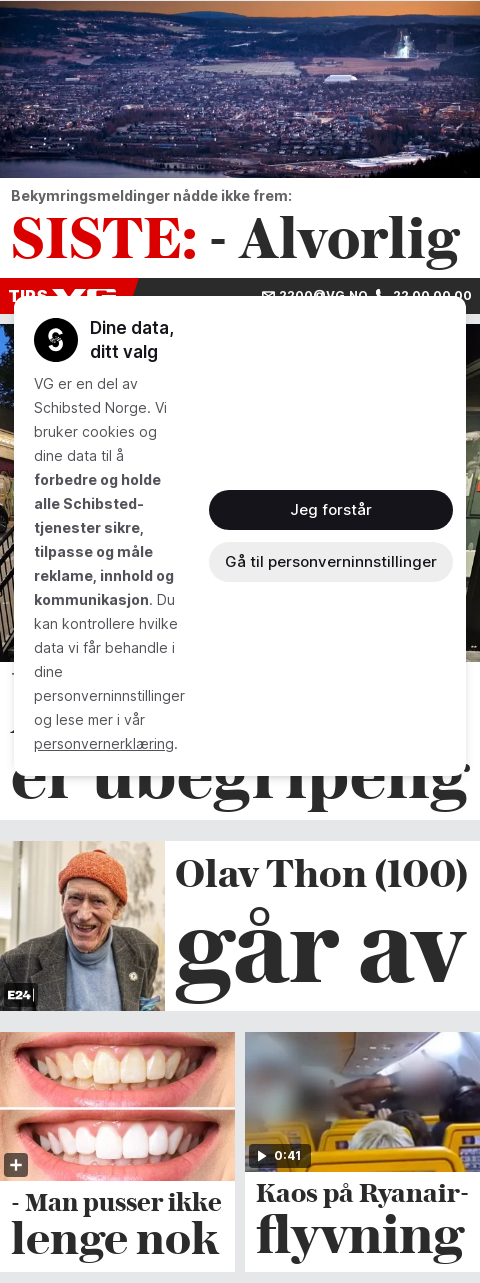 Bekymringsmeldinger nådde ikke frem:
SISTE: - Alvorlig
TIPS VG 2200@VG.NO 22 00 00 00
Dine data,
ditt valg
VG er en del av
Schibsted Norge. Vi
bruker cookies og
dine data til å
forbedre og holde
alle Schibsted-
tjenester sikre,
tilpasse og måle
reklame, innhold og
kommunikasjon. Du
kan kontrollere hvilke
data vi får behandle i
dine
personverninnstillinger
og lese mer i vår
personvernerklæring.
Jeg forstår
Gå til personverninnstillinger
er ubegripelig
Olav Thon (100)
går av
E24
- Man pusser ikke
lenge nok
0:41
Kaos på Ryanair-
flyvning